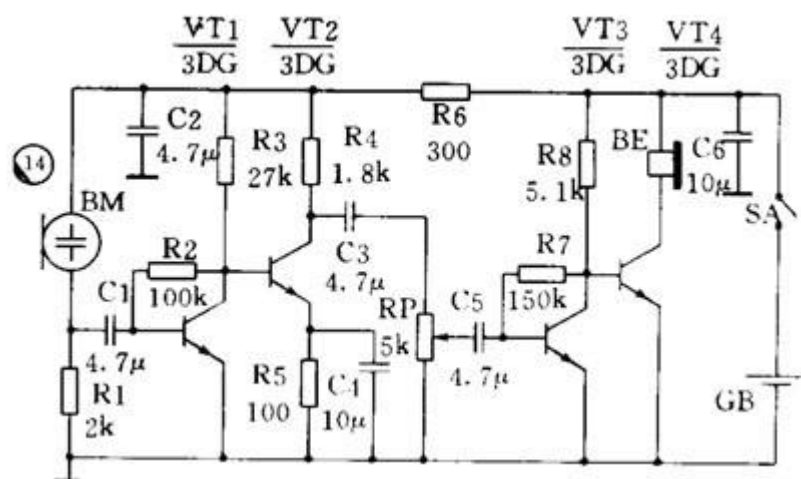 VT1
3DG
VT2
3DG
VT3
3DG
VT4
3DG
14
C2
4.7μ
BM
R3
27k
R4
1.8k
R6
300
R8
5.1k
BE
C6
10μ
SA
R2
100k
C1
4.7μ
C3
4.7μ
R7
150k
RP
5k
C5
4.7μ
R1
2k
R5
100
C4
10μ
GB